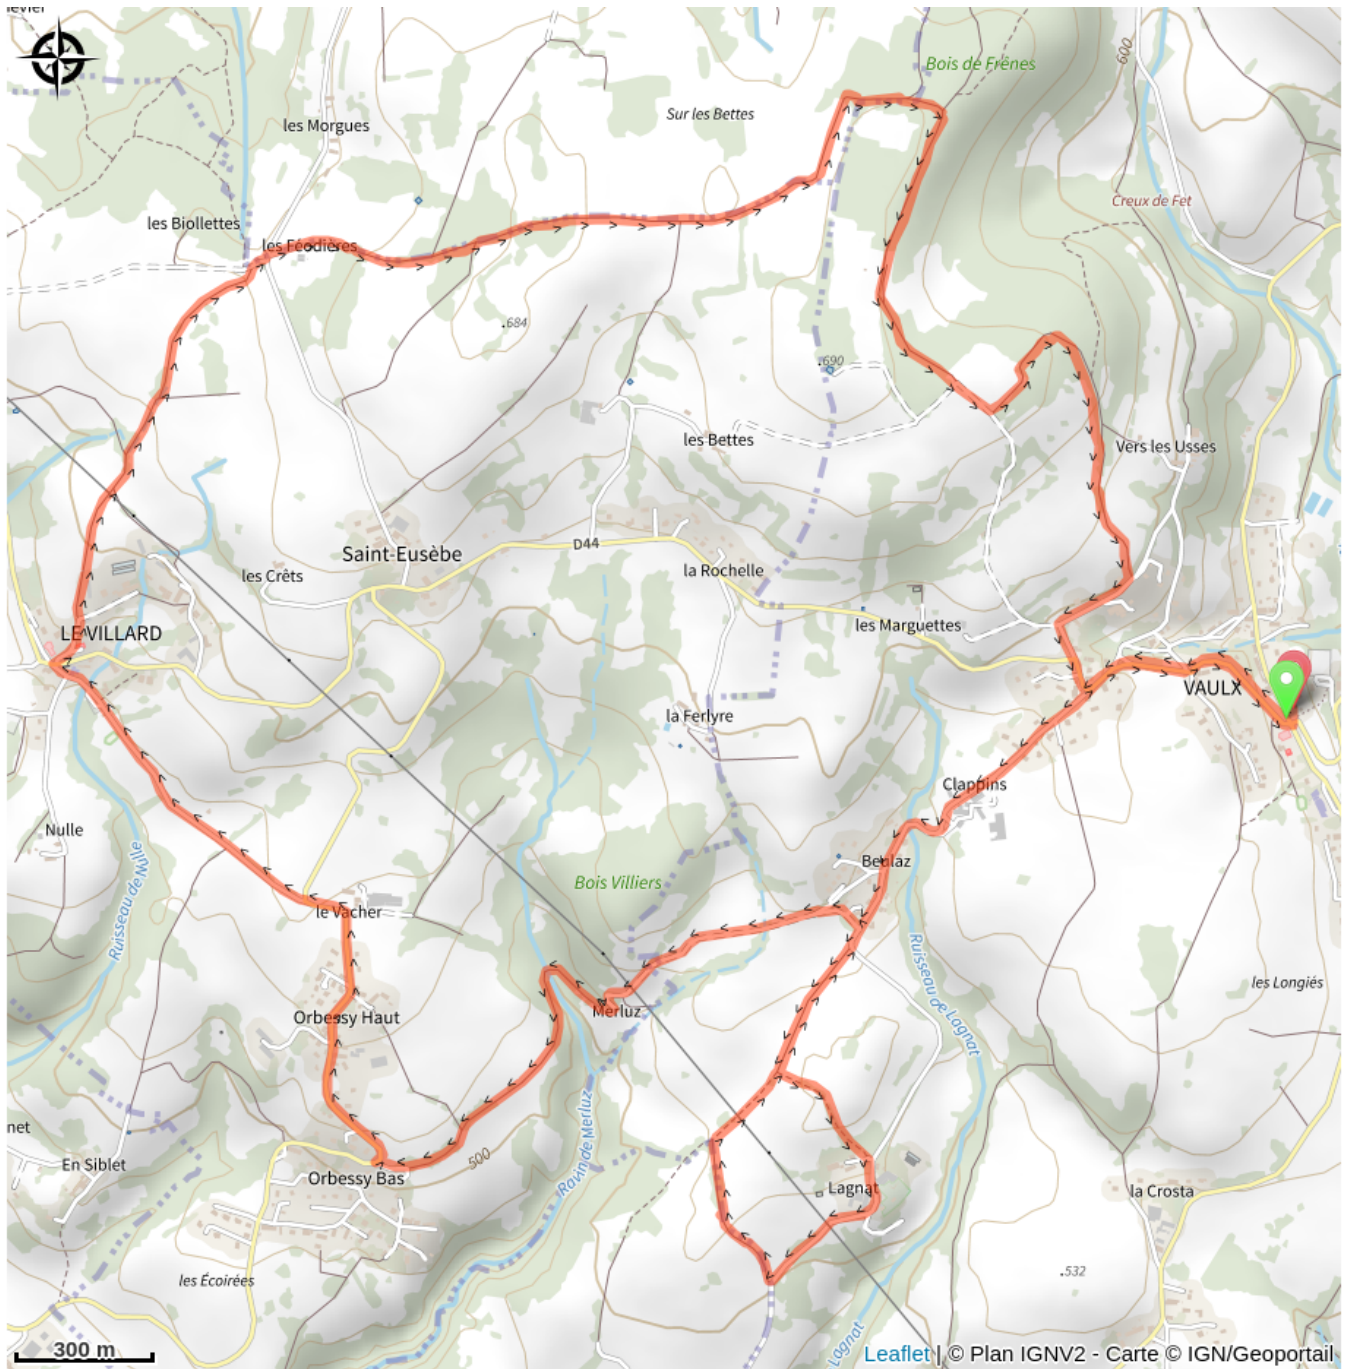 Bois de Frênes
600
Sur les Bettes
les Morgues
Creux de Fet
les Biollettes
les Féodières
.684
.690
les Bettes
Vers les Usses
D44
Saint-Eusèbe
la Rochelle
les Crêts
les Marguettes
LE VILLARD
VAULX
la Ferlyre
Clappins
Nulle
Beulaz
Bois Villiers
Ruisseau de Nulle
le Vacher
Ruisseau de Lagnat
les Longiés
Merluz
Orbessy Haut
Ravin de Merluz
net
En Siblet
500
Orbessy Bas
Lagnat
la Crosta
les Écoirées
.532
Lagnat
300 m
Leaflet | © Plan IGNV2 - Carte © IGN/Geoportail